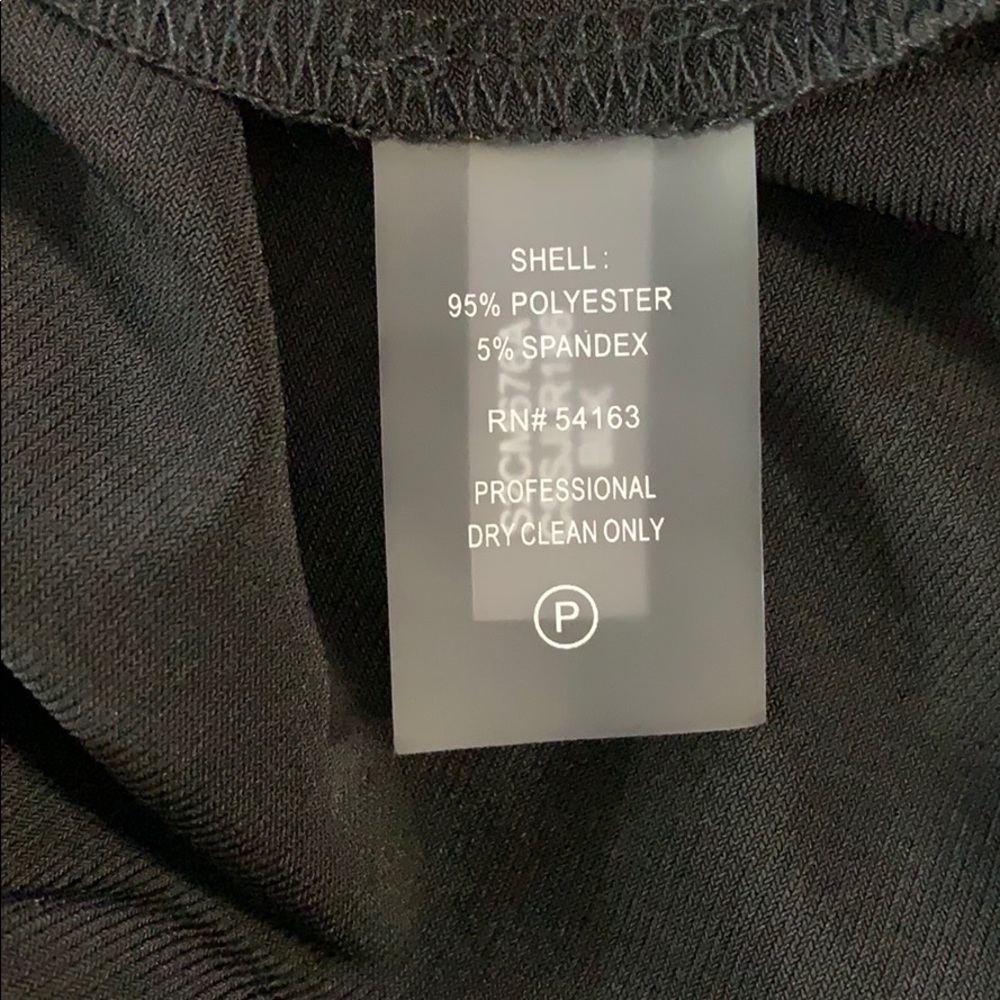 SHELL :
95% POLYESTER
5% SPANDEX
RN# 54163
PROFESSIONAL
DRY CLEAN ONLY
P